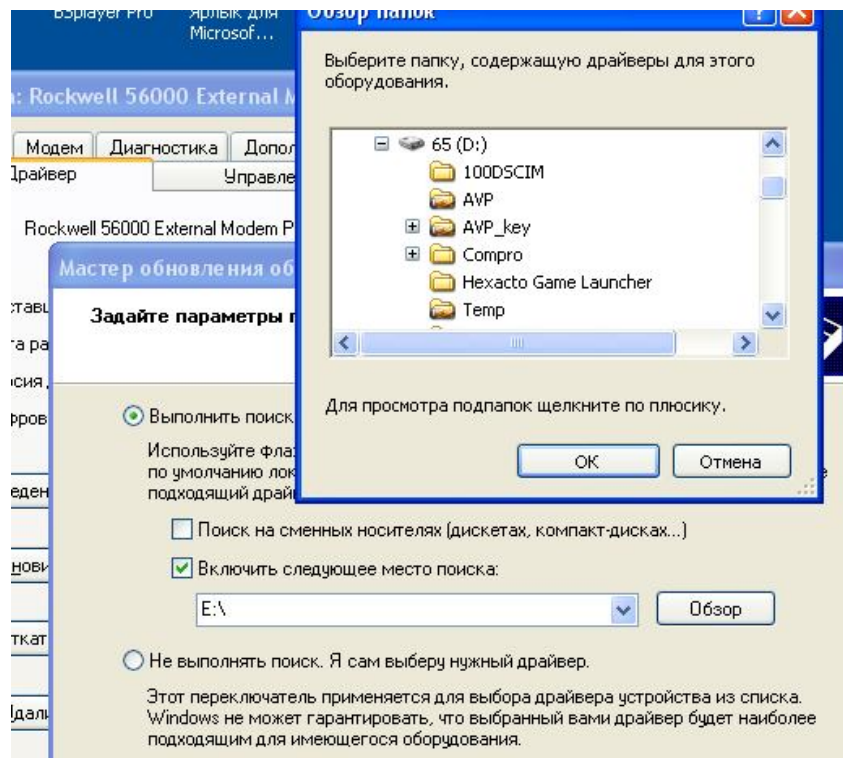 BSplayer Pro
Ярлык для
Microsof...
Обзор папок
Выберите папку, содержащую драйверы для этого
оборудования.
: Rockwell 56000 External M
Модем
Диагностика
Допол
Драйвер
Управле
Rockwell 56000 External Modem P
65 (D:)
100DSCIM
AVP
AVP_key
Compro
Hexacto Game Launcher
Temp
Для просмотра подпапок щелкните по плюсику.
ОК
Отмена
Мастер обновления об
Задайте параметры п
Выполнить поиск
Используйте фла
по умолчанию лок
подходящий драй
Поиск на сменных носителях (дискетах, компакт-дисках...)
Включить следующее место поиска:
E:\
Обзор
Не выполнять поиск. Я сам выберу нужный драйвер.
Этот переключатель применяется для выбора драйвера устройства из списка.
Windows не может гарантировать, что выбранный вами драйвер будет наиболее
подходящим для имеющегося оборудования.